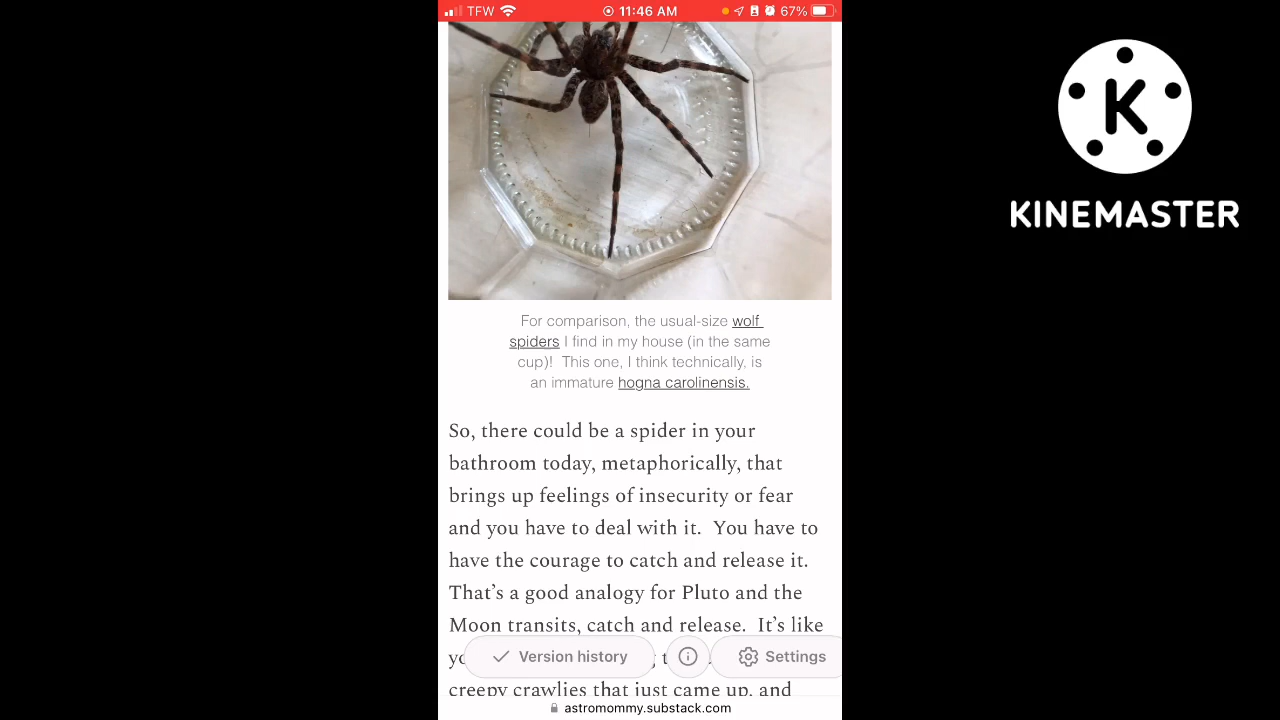 TFW 11:46 AM 67%
K
KINEMASTER
For comparison, the usual-size wolf
spiders I find in my house (in the same
cup)!  This one, I think technically, is
an immature hogna carolinensis.
So, there could be a spider in your
bathroom today, metaphorically, that
brings up feelings of insecurity or fear
and you have to deal with it.  You have to
have the courage to catch and release it.
That’s a good analogy for Pluto and the
Moon transits, catch and release.  It’s like
Version history
Settings
creepy crawlies that just came up, and
astromommy.substack.com